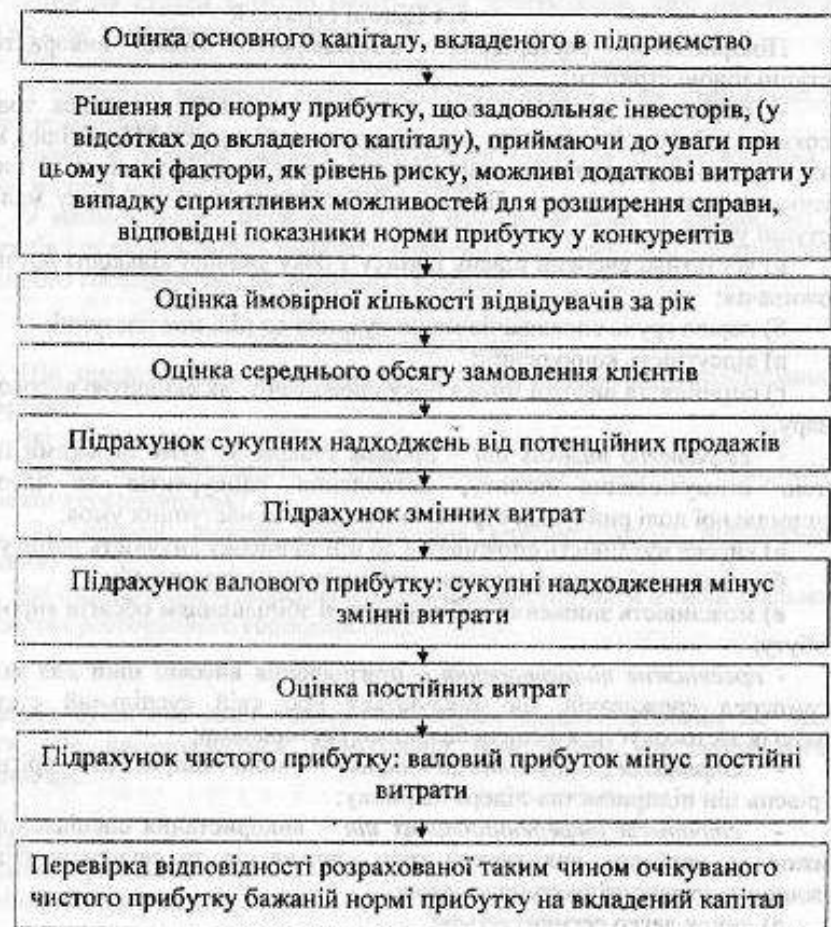 Оцінка основного капіталу, вкладеного в підприємство
Рішення про норму прибутку, що задовольняє інвесторів, (у
відсотках до вкладеного капіталу), приймаючи до уваги при
цьому такі фактори, як рівень риску, можливі додаткові витрати у
випадку сприятливих можливостей для розширення справи,
відповідні показники норми прибутку у конкурентів
Оцінка ймовірної кількості відвідувачів за рік
Оцінка середнього обсягу замовлення клієнтів
Підрахунок сукупних надходжень від потенційних продажів
Підрахунок змінних витрат
Підрахунок валового прибутку: сукупні надходження мінус
змінні витрати
Оцінка постійних витрат
Підрахунок чистого прибутку: валовий прибуток мінус постійні
витрати
Перевірка відповідності розрахованої таким чином очікуваного
чистого прибутку бажаній нормі прибутку на вкладений капітал